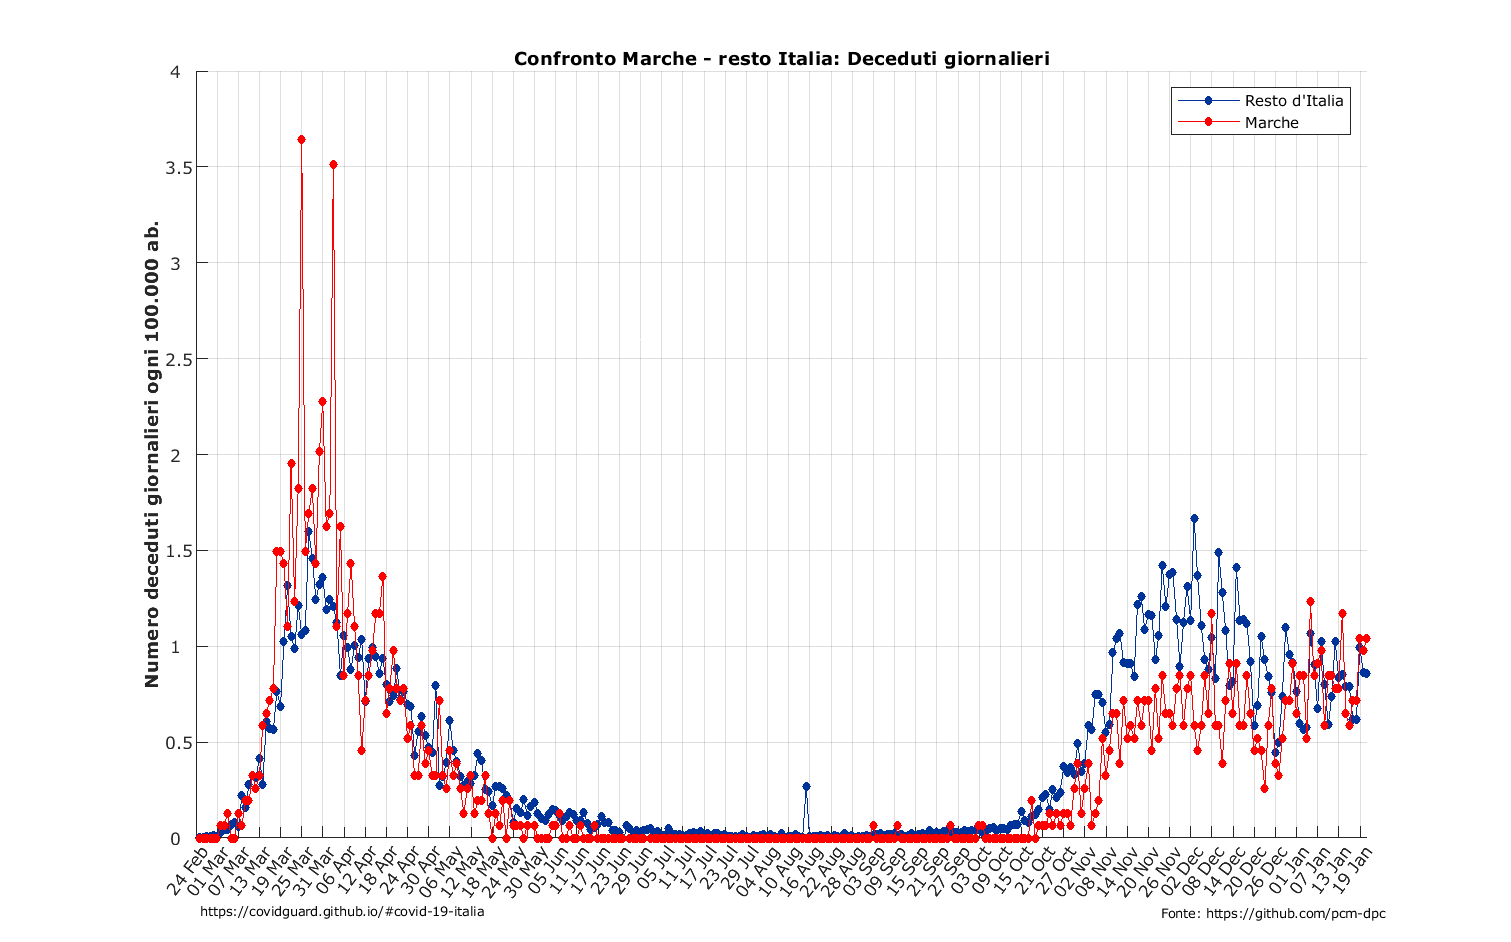 Confronto Marche - resto Italia: Deceduti giornalieri
Resto d'Italia
Marche
Numero deceduti giornalieri ogni 100.000 ab.
4
3.5
3
2.5
2
1.5
1
0.5
0
24 Feb
01 Mar
07 Mar
13 Mar
19 Mar
25 Mar
31 Mar
06 Apr
12 Apr
18 Apr
24 Apr
30 Apr
06 May
12 May
18 May
24 May
30 May
05 Jun
11 Jun
17 Jun
23 Jun
29 Jun
05 Jul
11 Jul
17 Jul
23 Jul
29 Jul
04 Aug
10 Aug
16 Aug
22 Aug
28 Aug
03 Sep
09 Sep
15 Sep
21 Sep
27 Sep
03 Oct
09 Oct
15 Oct
21 Oct
27 Oct
02 Nov
08 Nov
14 Nov
20 Nov
26 Nov
02 Dec
08 Dec
14 Dec
20 Dec
26 Dec
01 Jan
07 Jan
13 Jan
19 Jan
https://covidguard.github.io/#covid-19-italia
Fonte: https://github.com/pcm-dpc